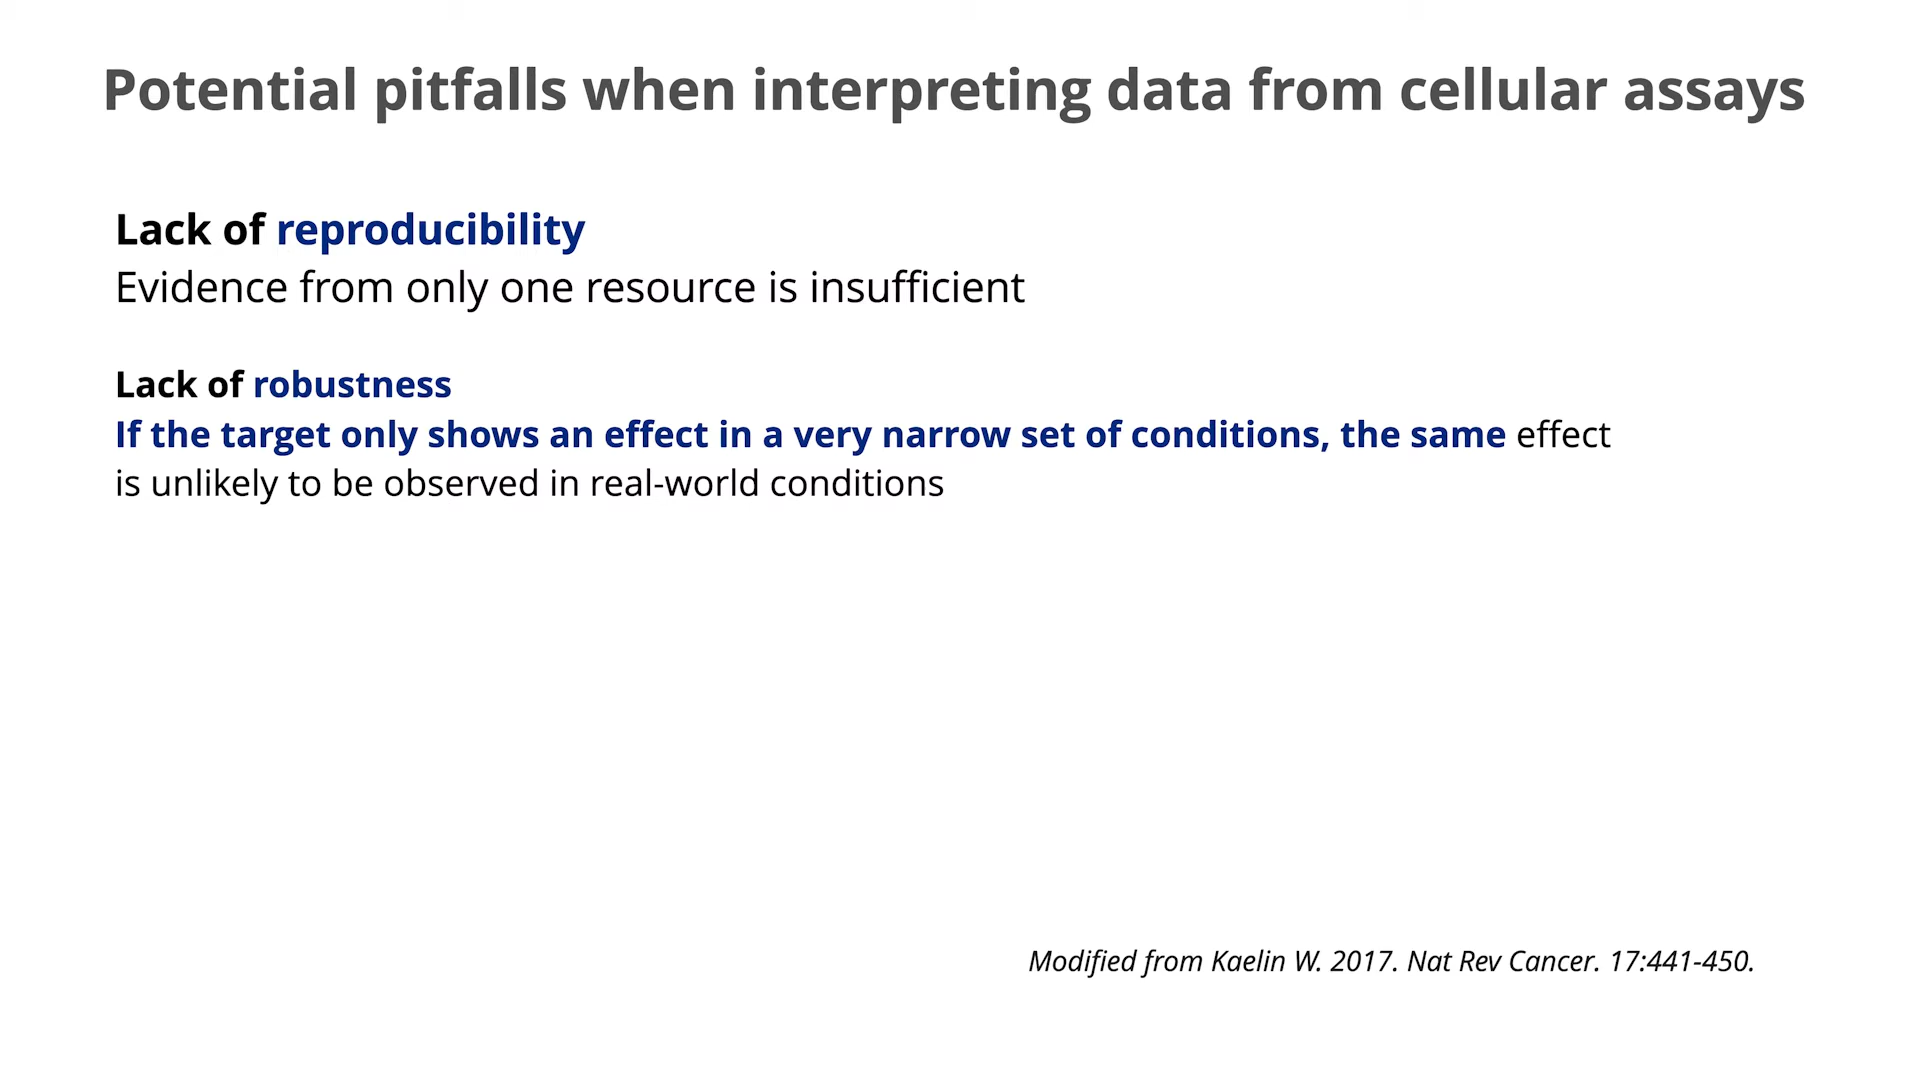 Potential pitfalls when interpreting data from cellular assays
Lack of reproducibility
Evidence from only one resource is insufficient
Lack of robustness
If the target only shows an effect in a very narrow set of conditions, the same effect
is unlikely to be observed in real-world conditions
Modified from Kaelin W. 2017. Nat Rev Cancer. 17:441-450.